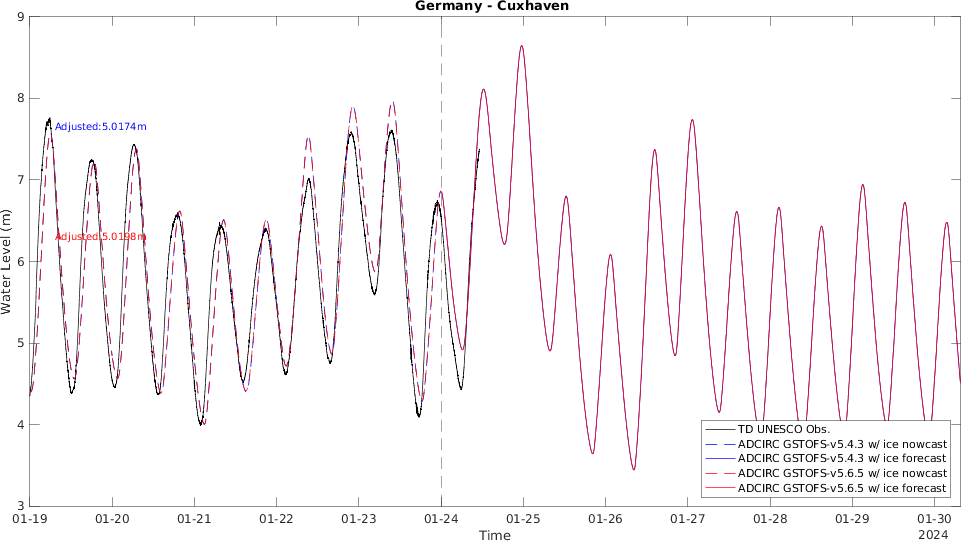 Germany - Cuxhaven
9
8
7
6
5
4
3
Water Level (m)
Adjusted:5.0174m
Adjusted:5.0198m
TD UNESCO Obs.
ADCIRC GSTOFS-v5.4.3 w/ ice nowcast
ADCIRC GSTOFS-v5.4.3 w/ ice forecast
ADCIRC GSTOFS-v5.6.5 w/ ice nowcast
ADCIRC GSTOFS-v5.6.5 w/ ice forecast
01-19 01-20 01-21 01-22 01-23 01-24 01-25 01-26 01-27 01-28 01-29 01-30
Time 2024